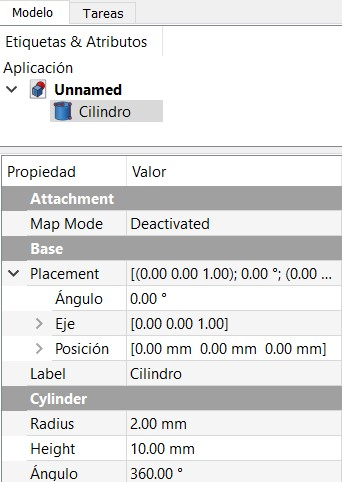 Modelo Tareas
Etiquetas & Atributos
Aplicación
Unnamed
Cilindro
Propiedad Valor
Attachment
Map Mode Deactivated
Base
Placement [(0.00 0.00 1.00); 0.00 °; (0.00 ...
Ángulo 0.00 °
Eje [0.00 0.00 1.00]
Posición [0.00 mm 0.00 mm 0.00 mm]
Label Cilindro
Cylinder
Radius 2.00 mm
Height 10.00 mm
Ángulo 360.00 °